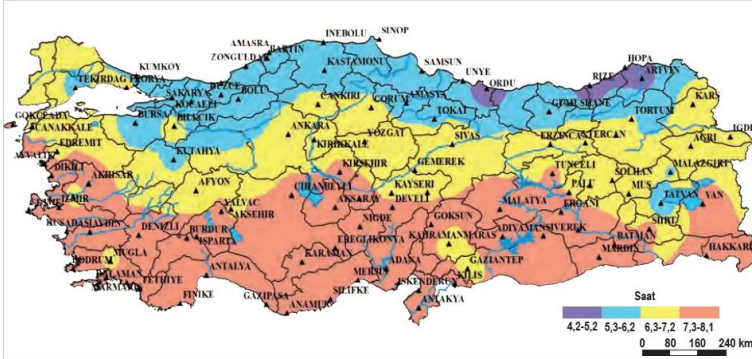 INEBOLU
SINOP
AMASRA
BARTIN
ZONGULDAK
KUMKOY
KASTAMONU
SAMSUN
UNYE
ORDU
HOPA
RIZE
ARTVIN
TEKIRDAG
FLORYA
SAKARYA
DUZCE
BOLU
KOCAELI
CANKIRI
CORUM
AMASYA
TOKAT
GUMUSHANE
TORTUM
KARS
GOKCEADA
CANAKKALE
BURSA
BILECIK
ANKARA
KIRIKKALE
YOZGAT
SIVAS
ERZINCAN
TERCAN
AGRI
IGDI
EDREMIT
AYVALIK
DIKILI
KUTAHYA
AKHISAR
GEMEREK
KIRSEHIR
TUNCELI
SOLHAN
MALAZGIRT
MUS
PALU
IZMIR
AFYON
CIHANBEYLI
KAYSERI
AKSARAY
DEVELI
MALATYA
ERGANI
TATVAN
VAN
YALVAC
AKSEHIR
KUSADASI
AYDIN
NIGDE
GOKSUN
SIIRT
DENIZLI
BURDUR
ISPARTA
EREGLI
KONYA
KAHRAMANMARAS
ADIYAMAN
SIVEREK
BATMAN
MARDIN
HAKKARI
MUGLA
BODRUM
DALAMAN
FETHIYE
ANTALYA
KARAMAN
ADANA
GAZIANTEP
KILIS
MERSIN
FINIKE
GAZIPASA
ANAMUR
SILIFKE
ISKENDERUN
ANTAKYA
Saat
4,2-5,2 5,3-6,2 6,3-7,2 7,3-8,1
0 80 160 240 km